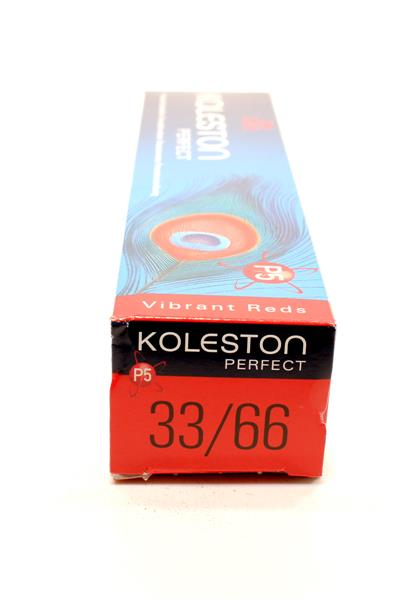 KOLESTON
PERFECT
P5
Vibrant Reds
KOLESTON
PERFECT
P5
33/66